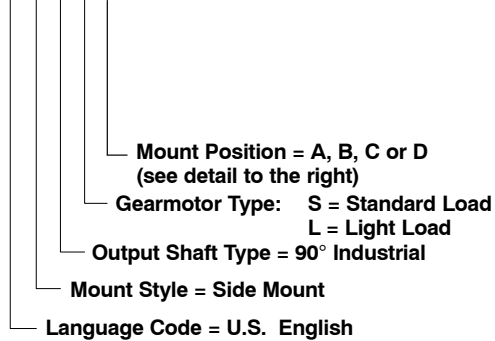 Mount Position = A, B, C or D
(see detail to the right)
Gearmotor Type: S = Standard Load
L = Light Load
Output Shaft Type = 90° Industrial
Mount Style = Side Mount
Language Code = U.S. English